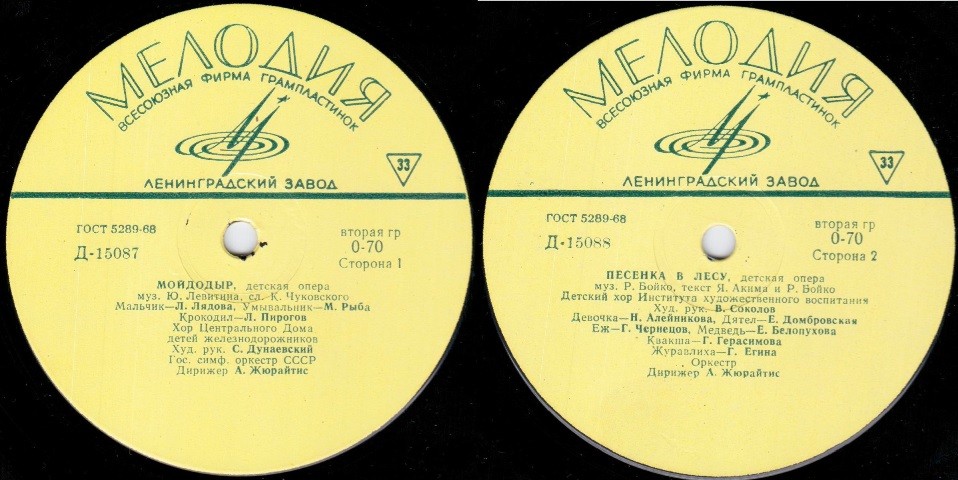 МЕЛОДИЯ
ВСЕСОЮЗНАЯ ФИРМА ГРАМПЛАСТИНОК
33
ЛЕНИНГРАДСКИЙ ЗАВОД
ГОСТ 5289-68
Д-15087
вторая гр
0-70
Сторона 1
МОЙДОДЫР, детская опера
муз. Ю. Левитина, сл. К. Чуковского
Мальчик—Л. Лядова, Умывальник—М. Рыба
Крокодил—Л. Пирогов
Хор Центрального Дома
детей железнодорожников
Худ. рук. С. Дунаевский
Гос. симф. оркестр СССР
Дирижер А. Жюрайтис
МЕЛОДИЯ
ВСЕСОЮЗНАЯ ФИРМА ГРАМПЛАСТИНОК
33
ЛЕНИНГРАДСКИЙ ЗАВОД
ГОСТ 5289-68
Д-15088
вторая гр
0-70
Сторона 2
ПЕСЕНКА В ЛЕСУ, детская опера
муз. Р. Бойко, текст Я. Акима и Р. Бойко
Детский хор Института художественного воспитания
Худ. рук. В. Соколов
Девочка—Н. Алейникова, Дятел—Е. Домбровская
Еж—Г. Чернецов, Медведь—Е. Белопухова
Квакша—Г. Герасимова
Журавлиха—Г. Егина
Оркестр
Дирижер А. Жюрайтис